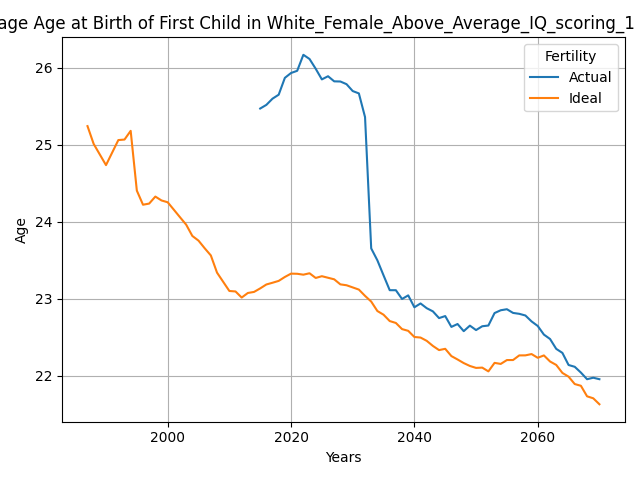 age Age at Birth of First Child in White_Female_Above_Average_IQ_scoring_1
Fertility
Actual
Ideal
Age
26
25
24
23
22
2000
2020
2040
2060
Years